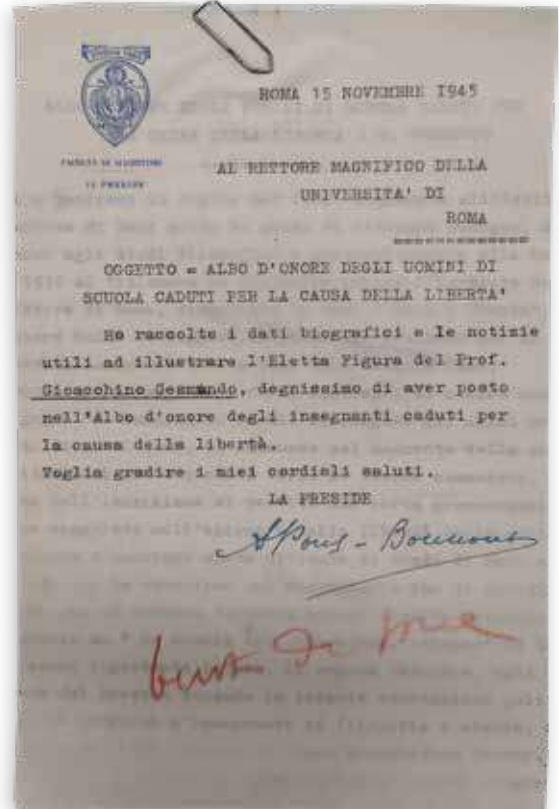 ROMA 15 NOVEMBRE 1945
AL RETTORE MAGNIFICO DELLA
UNIVERSITA' DI
ROMA
OGGETTO = ALBO D'ONORE DEGLI UOMINI DI
SCUOLA CADUTI PER LA CAUSA DELLA LIBERTA'
Ho raccolte i dati biografici e le notizie
utili ad illustrare l'Eletta Figura del Prof.
Gioacchino Gesmundo, degnissimo di aver posto
nell'Albo d'onore degli insegnanti caduti per
la causa della libertà.
Voglia gradire i miei cordiali saluti.
LA PRESIDE